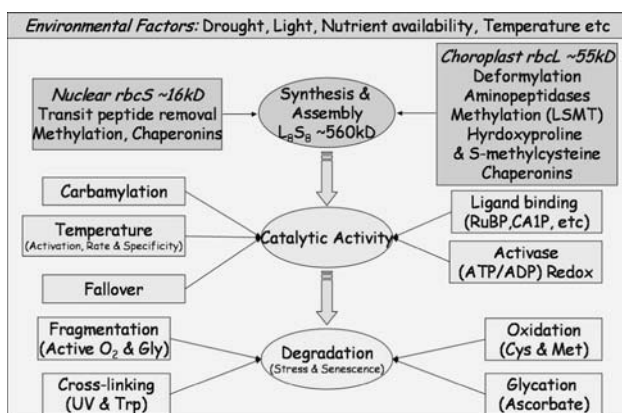 Environmental Factors: Drought, Light, Nutrient availability, Temperature etc
Nuclear rbcS ~16kD
Transit peptide removal
Methylation, Chaperonins
Synthesis &
Assembly
L₈S₈ ~560kD
Choroplast rbcL ~55kD
Deformylation
Aminopeptidases
Methylation (LSMT)
Hyrdoxyproline
& S-methylcysteine
Chaperonins
Carbamylation
Temperature
(Activation, Rate & Specificity)
Fallover
Catalytic Activity
Ligand binding
(RuBP,CA1P, etc)
Activase
(ATP/ADP) Redox
Fragmentation
(Active O₂ & Gly)
Cross-linking
(UV & Trp)
Degradation
(Stress & Senescence)
Oxidation
(Cys & Met)
Glycation
(Ascorbate)